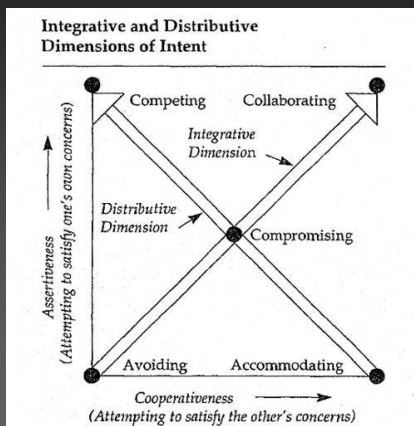 Integrative and Distributive
Dimensions of Intent
Competing
Collaborating
Integrative
Dimension
Distributive
Dimension
Compromising
Assertiveness
(Attempting to satisfy one's own concerns)
Avoiding
Accommodating
Cooperativeness
(Attempting to satisfy the other's concerns)